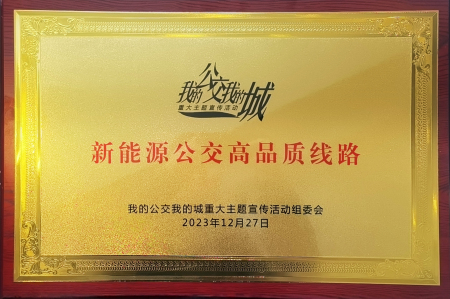 我的公交我的城
重大主题宣传活动
新能源公交高品质线路
我的公交我的城重大主题宣传活动组委会
2023年12月27日